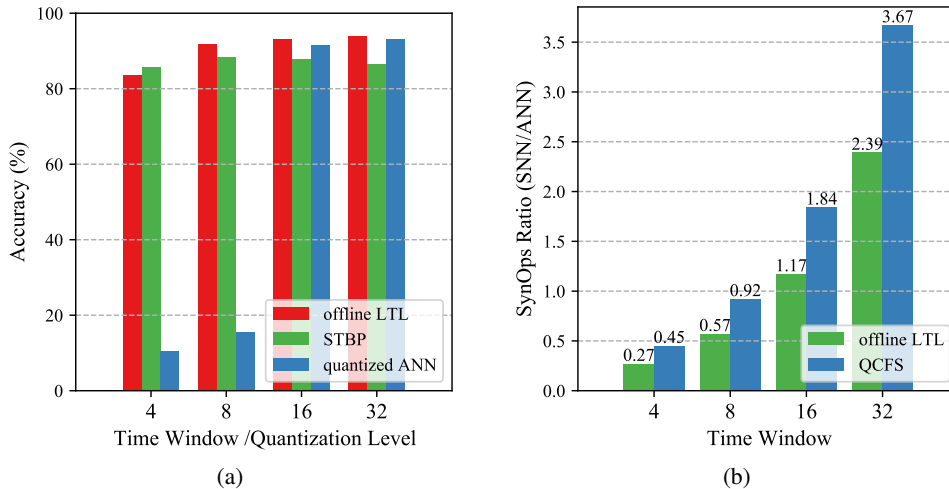 100
80
60
40
20
0
Accuracy (%)
offline LTL
STBP
quantized ANN
4 8 16 32
Time Window /Quantization Level
(a)
3.5
3.0
2.5
2.0
1.5
1.0
0.5
0.0
SynOps Ratio (SNN/ANN)
0.27 0.45 0.57 0.92 1.17 1.84 2.39 3.67
offline LTL
QCFS
4 8 16 32
Time Window
(b)